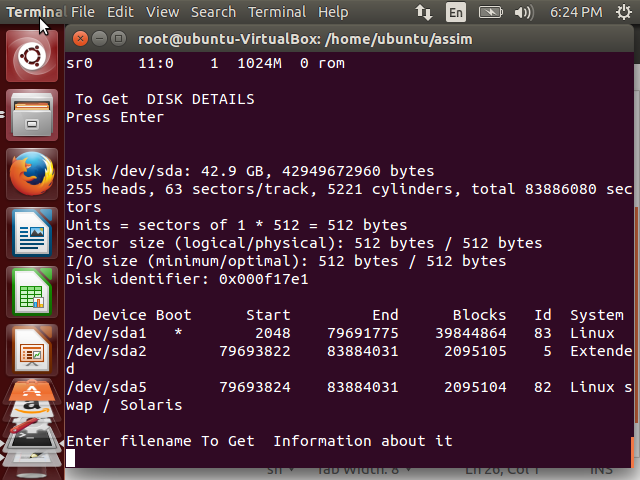 Terminal File Edit View Search Terminal Help En 6:24 PM
root@ubuntu-VirtualBox: /home/ubuntu/assim
sr0 11:0 1 1024M 0 rom
To Get DISK DETAILS
Press Enter
Disk /dev/sda: 42.9 GB, 42949672960 bytes
255 heads, 63 sectors/track, 5221 cylinders, total 83886080 sec
tors
Units = sectors of 1 * 512 = 512 bytes
Sector size (logical/physical): 512 bytes / 512 bytes
I/O size (minimum/optimal): 512 bytes / 512 bytes
Disk identifier: 0x000f17e1
Device Boot Start End Blocks Id System
/dev/sda1 * 2048 79691775 39844864 83 Linux
/dev/sda2 79693822 83884031 2095105 5 Extende
d
/dev/sda5 79693824 83884031 2095104 82 Linux s
wap / Solaris
Enter filename To Get Information about it
sh Tab Width: 8 Ln 26, Col 1 INS